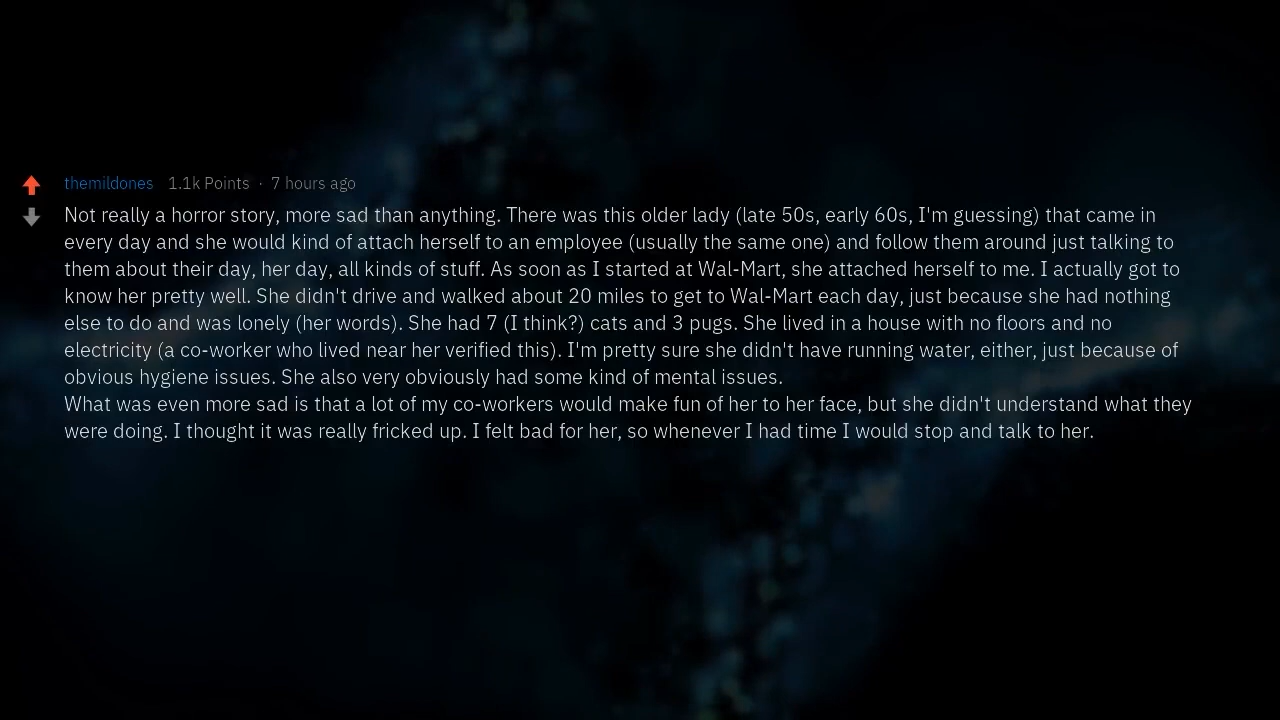 themildones 1.1k Points · 7 hours ago
Not really a horror story, more sad than anything. There was this older lady (late 50s, early 60s, I'm guessing) that came in
every day and she would kind of attach herself to an employee (usually the same one) and follow them around just talking to
them about their day, her day, all kinds of stuff. As soon as I started at Wal-Mart, she attached herself to me. I actually got to
know her pretty well. She didn't drive and walked about 20 miles to get to Wal-Mart each day, just because she had nothing
else to do and was lonely (her words). She had 7 (I think?) cats and 3 pugs. She lived in a house with no floors and no
electricity (a co-worker who lived near her verified this). I'm pretty sure she didn't have running water, either, just because of
obvious hygiene issues. She also very obviously had some kind of mental issues.
What was even more sad is that a lot of my co-workers would make fun of her to her face, but she didn't understand what they
were doing. I thought it was really fricked up. I felt bad for her, so whenever I had time I would stop and talk to her.